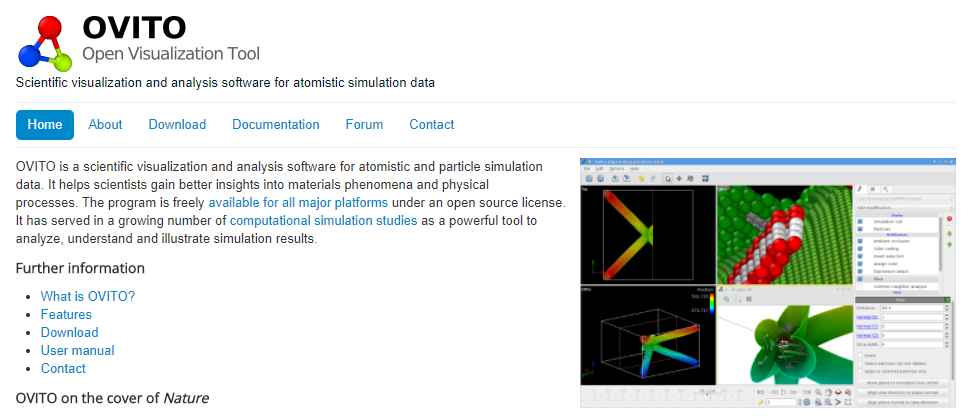 OVITO
Open Visualization Tool
Scientific visualization and analysis software for atomistic simulation data
Home
About
Download
Documentation
Forum
Contact
OVITO is a scientific visualization and analysis software for atomistic and particle simulation
data. It helps scientists gain better insights into materials phenomena and physical
processes. The program is freely available for all major platforms under an open source license.
It has served in a growing number of computational simulation studies as a powerful tool to
analyze, understand and illustrate simulation results.
Further information
What is OVITO?
Features
Download
User manual
Contact
OVITO on the cover of Nature